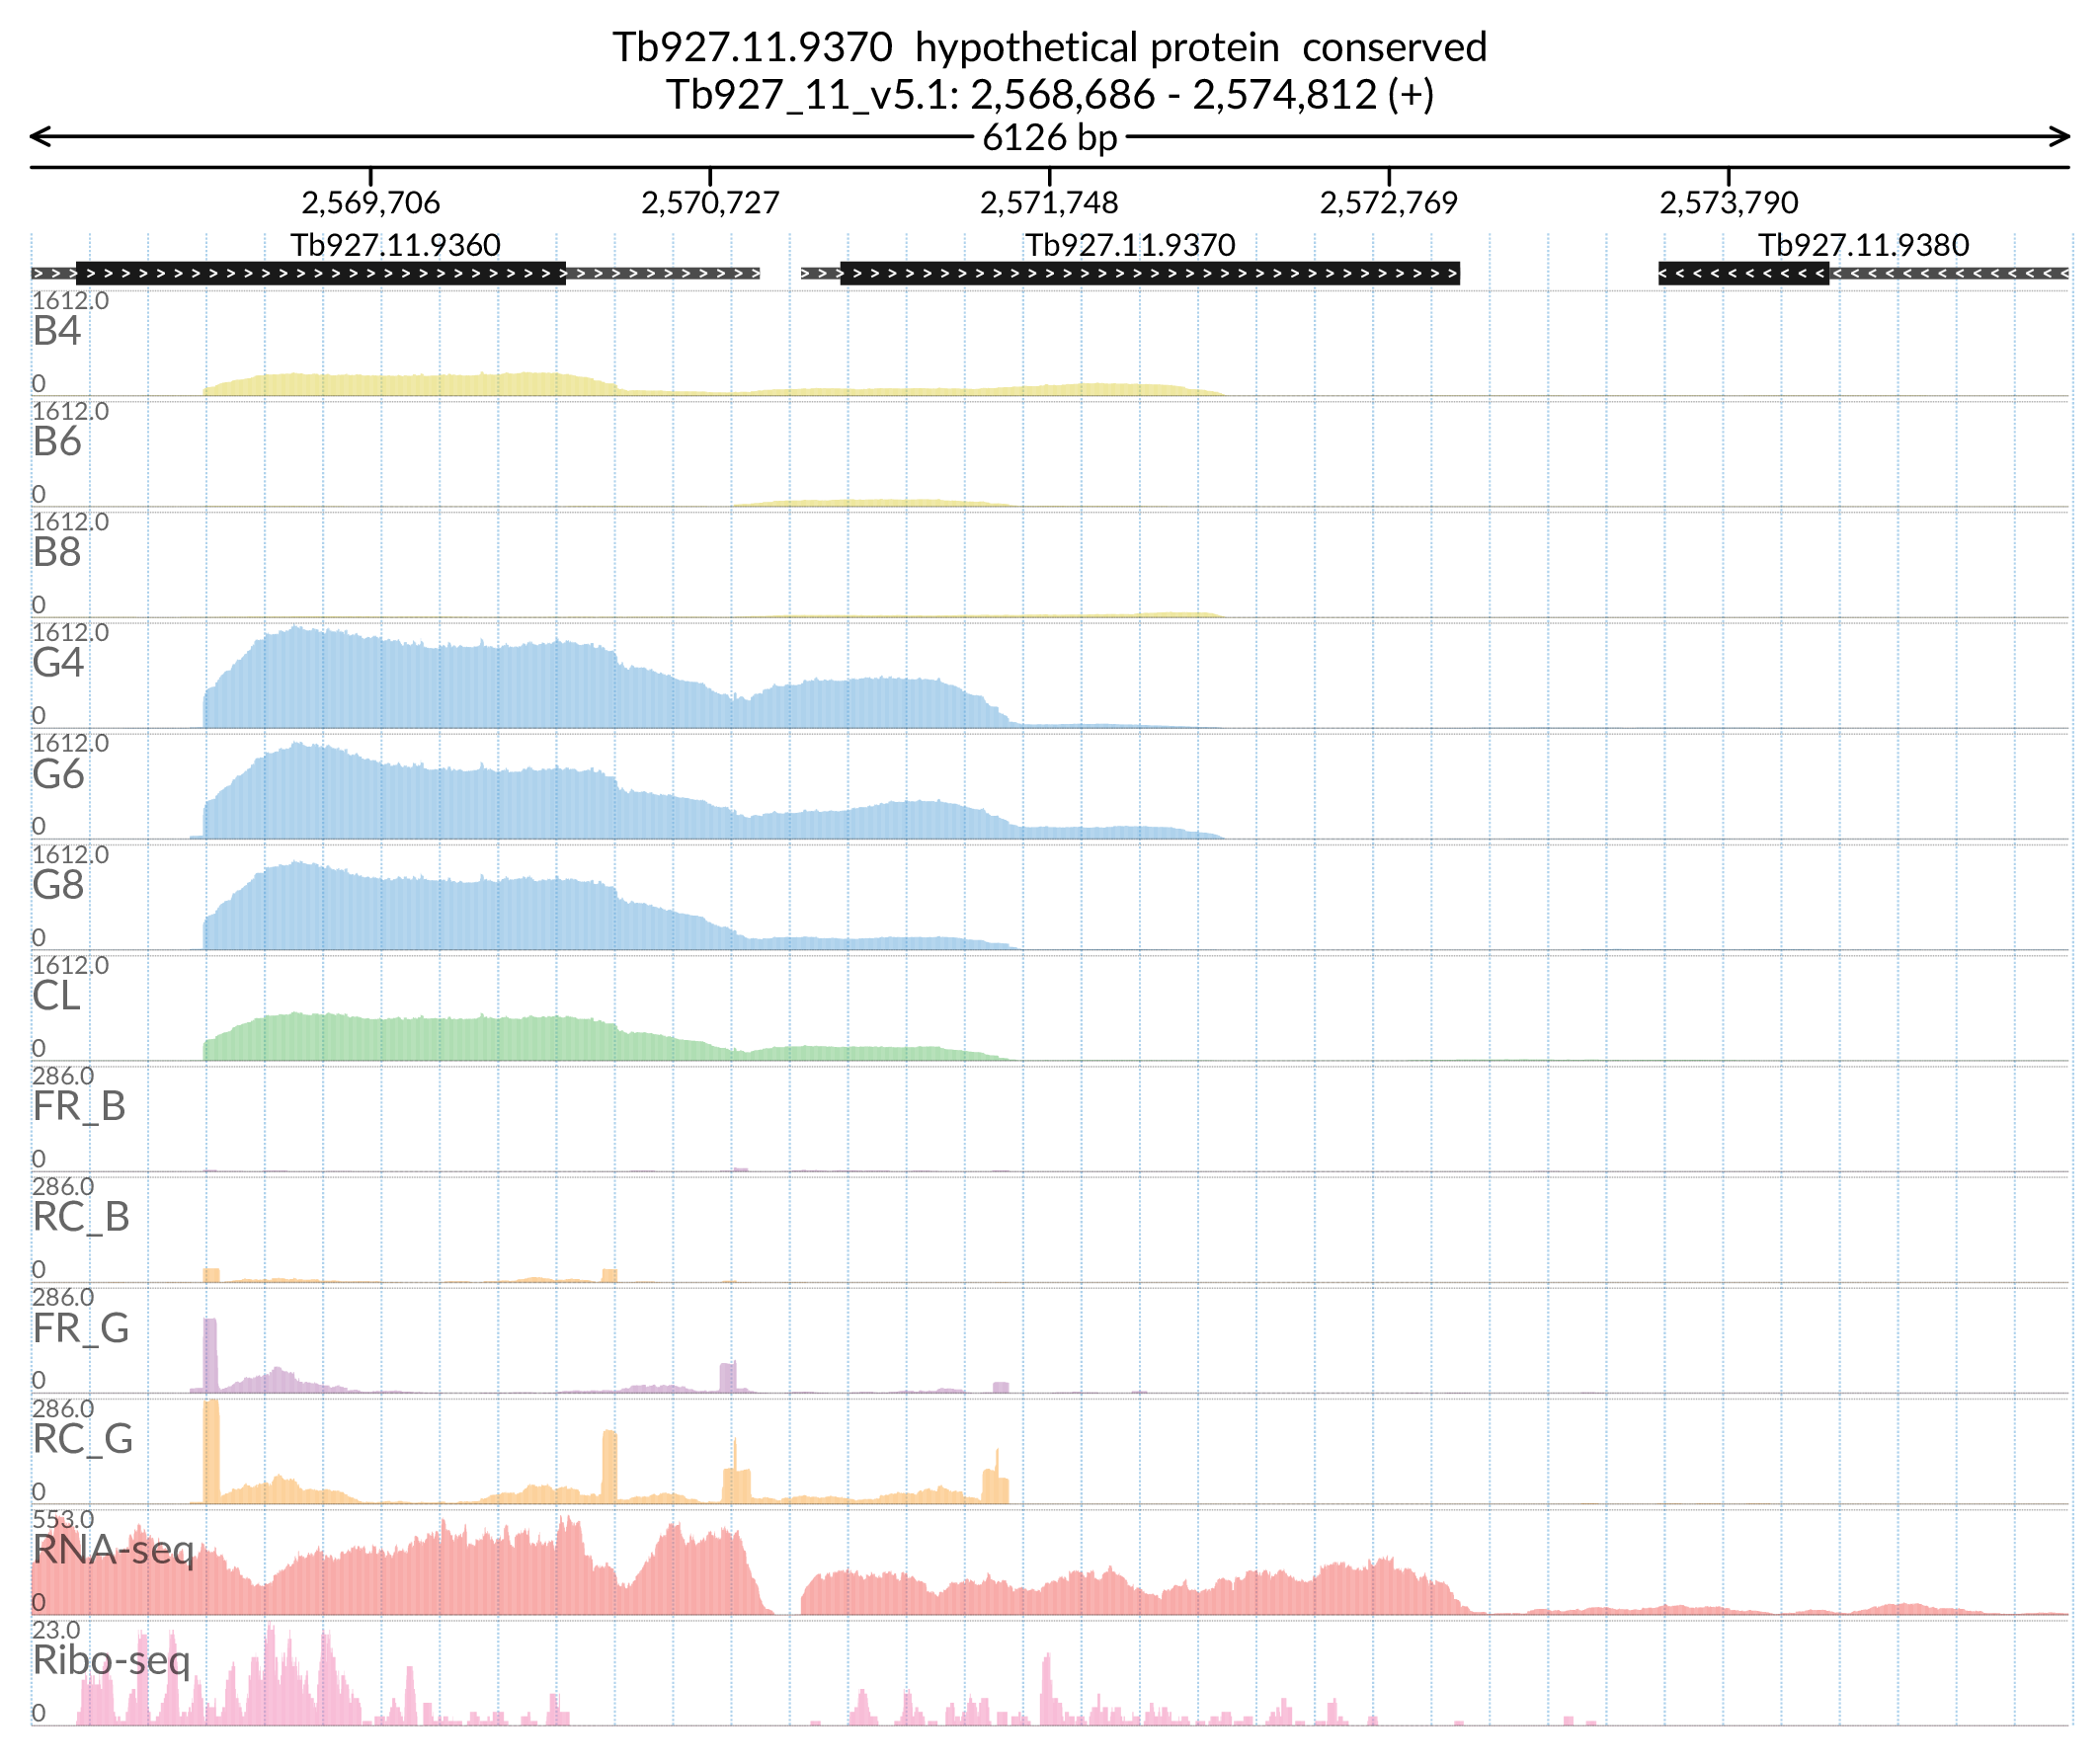 Tb927.11.9370 hypothetical protein conserved
Tb927_11_v5.1: 2,568,686 - 2,574,812 (+)
6126 bp
2,569,706 2,570,727 2,571,748 2,572,769 2,573,790
Tb927.11.9360 Tb927.11.9370 Tb927.11.9380
1612.0
B4
0
1612.0
B6
0
1612.0
B8
0
1612.0
G4
0
1612.0
G6
0
1612.0
G8
0
1612.0
CL
0
286.0
FR_B
0
286.0
RC_B
0
286.0
FR_G
0
286.0
RC_G
0
553.0
RNA-seq
0
23.0
Ribo-seq
0